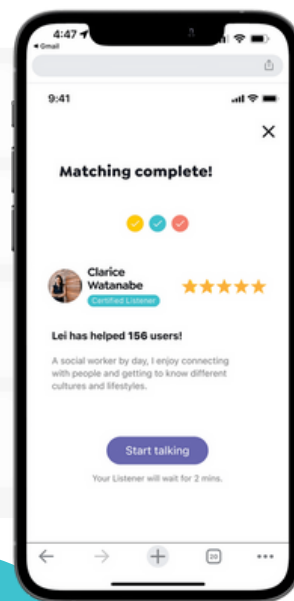 4:47
Gmail
9:41
Matching complete!
Clarice
Watanabe
Certified Listener
Lei has helped 156 users!
A social worker by day, I enjoy connecting
with people and getting to know different
cultures and lifestyles.
Start talking
Your Listener will wait for 2 mins.
20